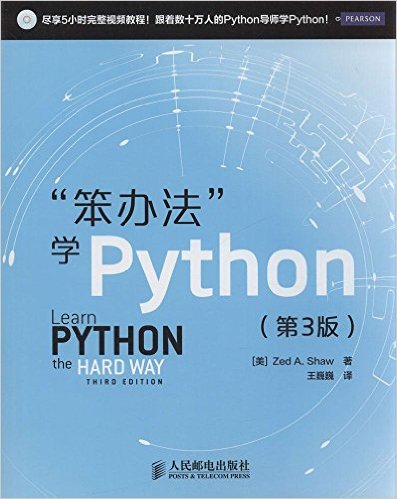 尽享5小时完整视频教程！跟着数十万人的Python导师学Python！
PEARSON
“笨办法”
学Python
（第3版）
Learn
PYTHON
the HARD WAY
THIRD EDITION
[美] Zed A. Shaw 著
王巍巍 译
人民邮电出版社
POSTS & TELECOM PRESS